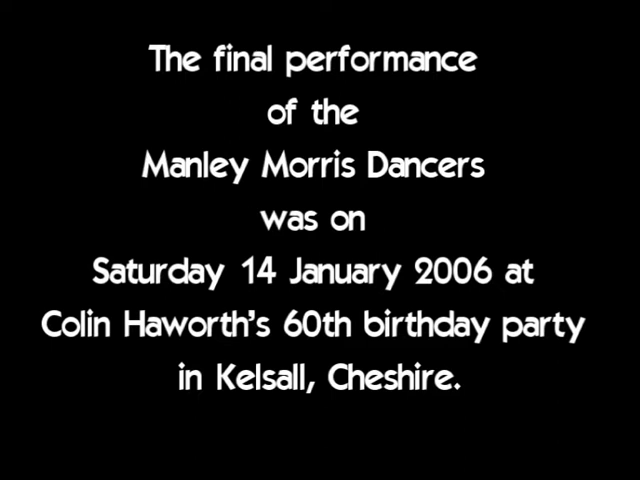 The final performance
of the
Manley Morris Dancers
was on
Saturday 14 January 2006 at
Colin Haworth's 60th birthday party
in Kelsall, Cheshire.